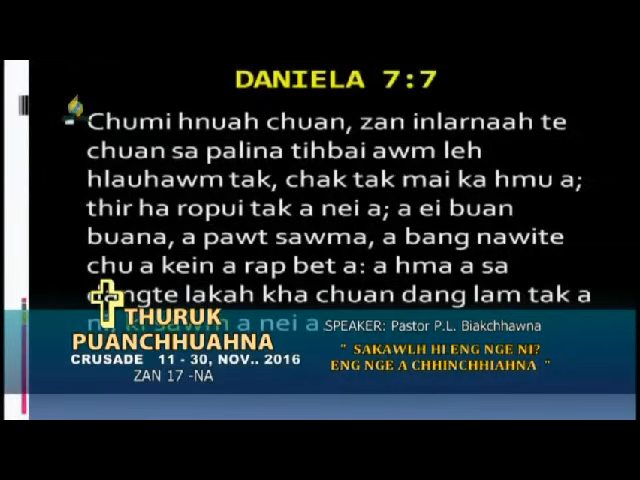 DANIELA 7:7
Chumi hnuah chuan, zan inlarnaah te
chuan sa palina tihbai awm leh
hlauhawm tak, chak tak mai ka hmu a;
thir ha ropui tak a nei a; a ei buan
buana, a pawt sawma, a bang nawite
chu a kein a rap bet a: a hma a sa
lakah kha chuan dang lam tak a
a nei a
THURUK
PUANCHHUAHNA
CRUSADE 11 - 30, NOV.. 2016
ZAN 17 -NA
SPEAKER: Pastor P.L. Biakchhawna
" SAKAWLH HI ENG NGE NI?
ENG NGE A CHHINCHHIAHNA "